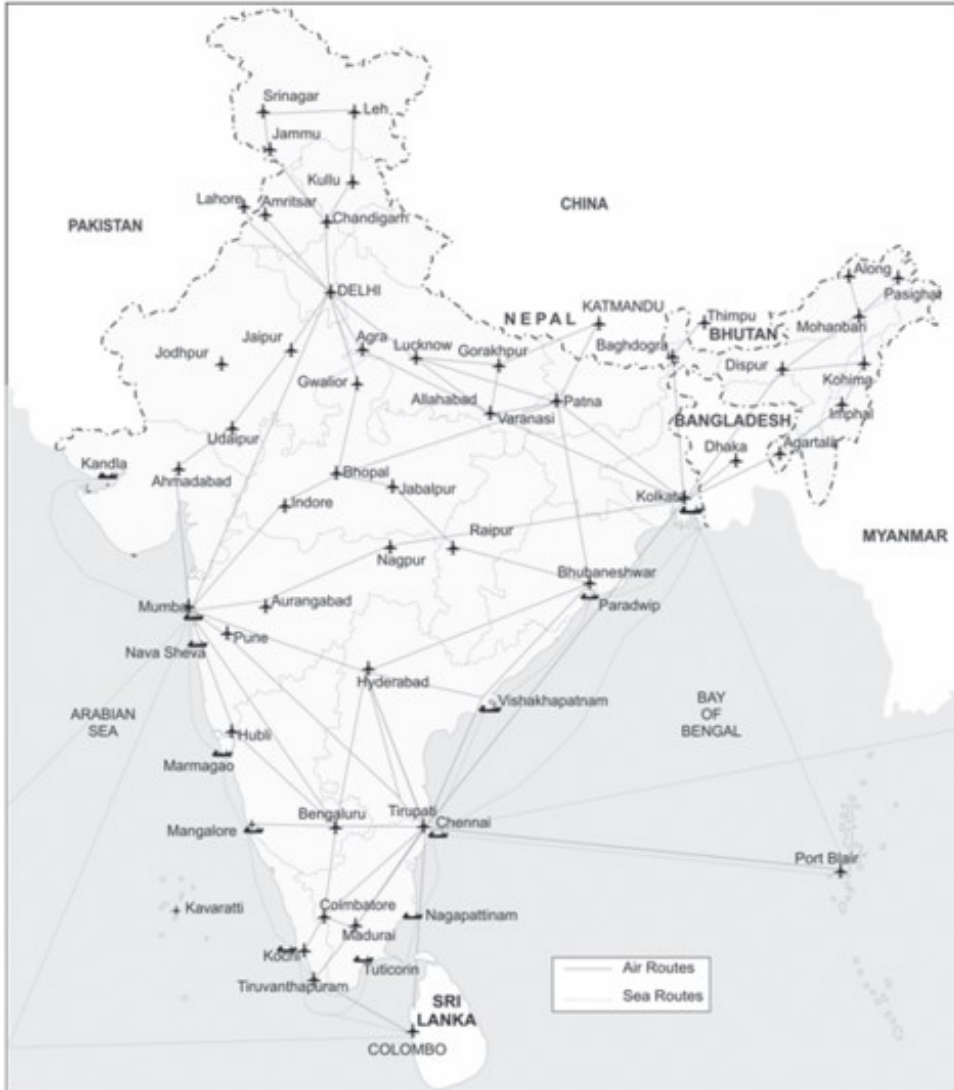 Srinagar
Leh
Jammu
Kullu
CHINA
Lahore
Amritsar
PAKISTAN
Chandigarh
Along
Pasighat
DELHI
KATMANDU
NEPAL
Thimpu
BHUTAN
Mohanbari
Jaipur
Agra
Lucknow
Gorakhpur
Baghdogra
Jodhpur
Dispur
Kohima
Gwalior
Allahabad
Varanasi
Patna
BANGLADESH
Imphal
Udaipur
Dhaka
Agartala
Kandla
Ahmadabad
Bhopal
Jabalpur
Kolkat
Indore
Raipur
MYANMAR
Nagpur
Bhubaneshwar
Mumba
Aurangabad
Paradwip
Pune
Nava Sheva
Hyderabad
Vishakhapatnam
ARABIAN
SEA
BAY
OF
BENGAL
Hubli
Marmagao
Bengaluru
Tirupati
Chennai
Mangalore
Port Blair
Kavaratti
Coimbatore
Nagapattinam
Madurai
Kochi
Tuticorin
Tiruvanthapuram
Air Routes
Sea Routes
SRI
LANKA
COLOMBO